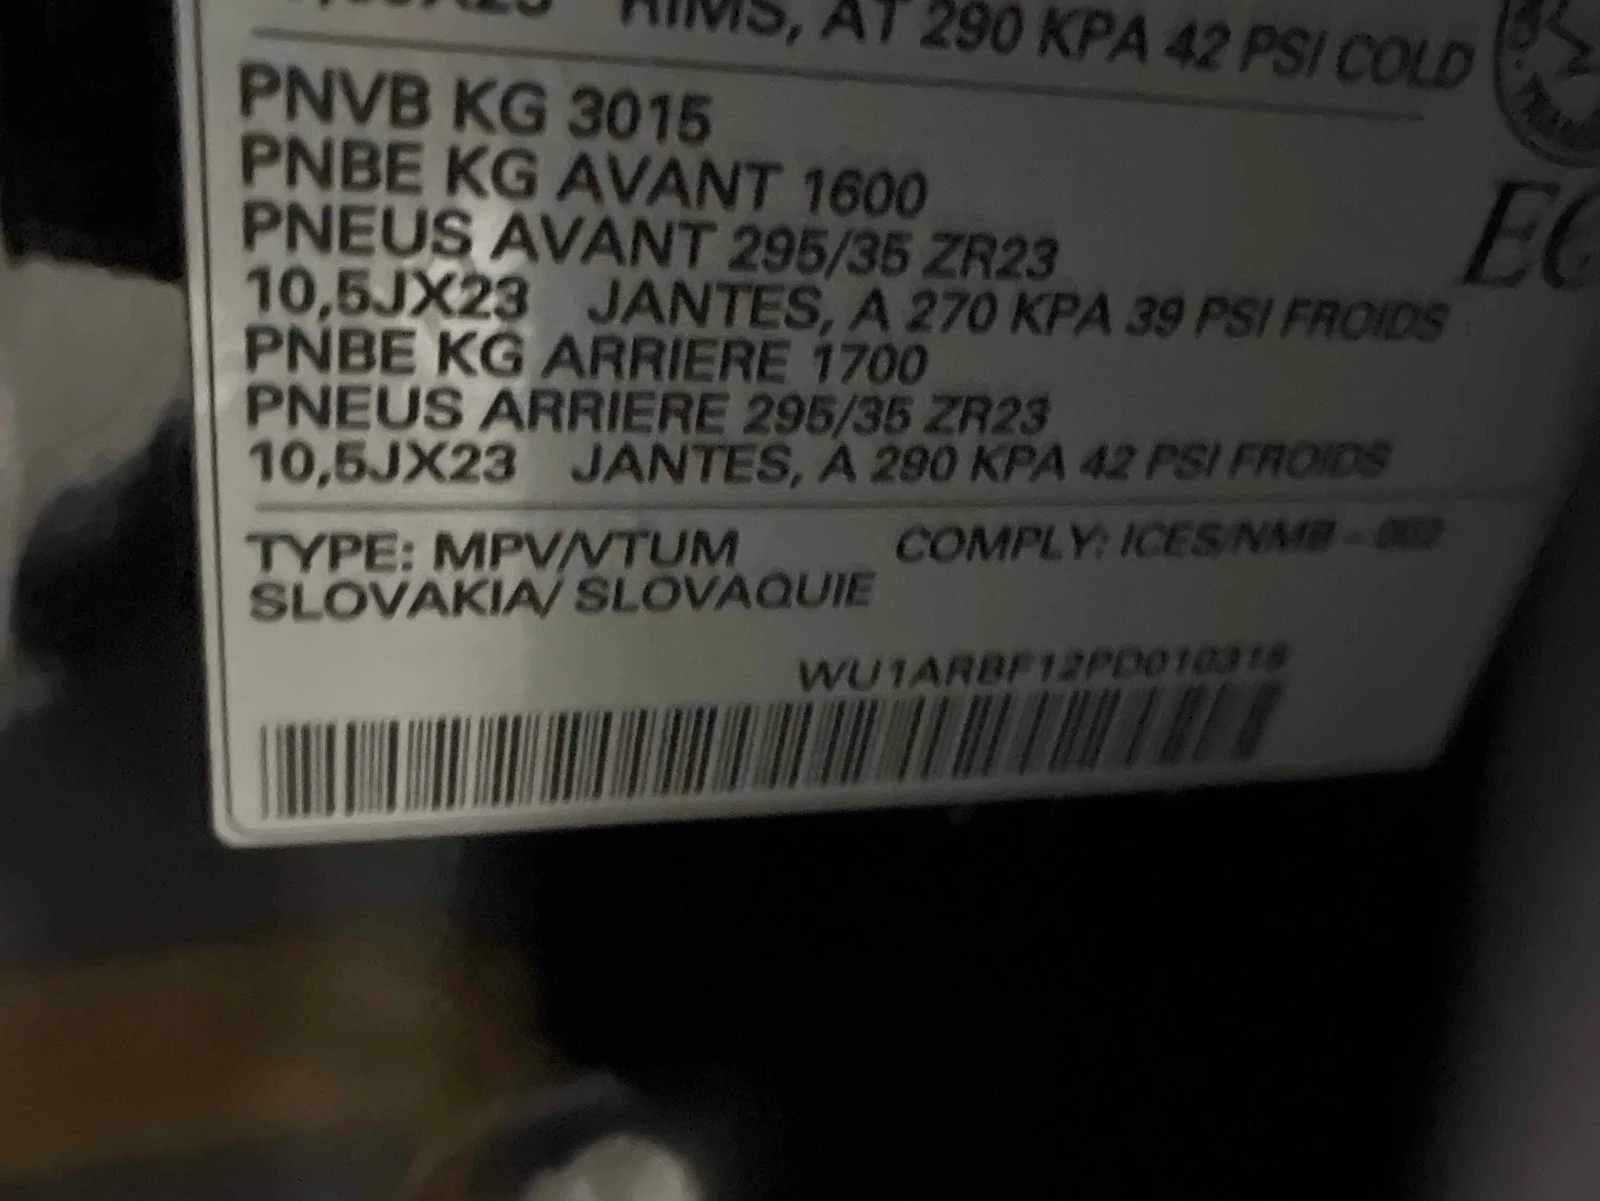 RIMS, AT 290 KPA 42 PSI COLD
PNVB KG 3015
PNBE KG AVANT 1600
PNEUS AVANT 295/35 ZR23
10,5JX23 JANTES, A 270 KPA 39 PSI FROIDS
PNBE KG ARRIERE 1700
PNEUS ARRIERE 295/35 ZR23
10,5JX23 JANTES, A 290 KPA 42 PSI FROIDS
TYPE: MPV/VTUM COMPLY: ICES/NMB-002
SLOVAKIA/ SLOVAQUIE